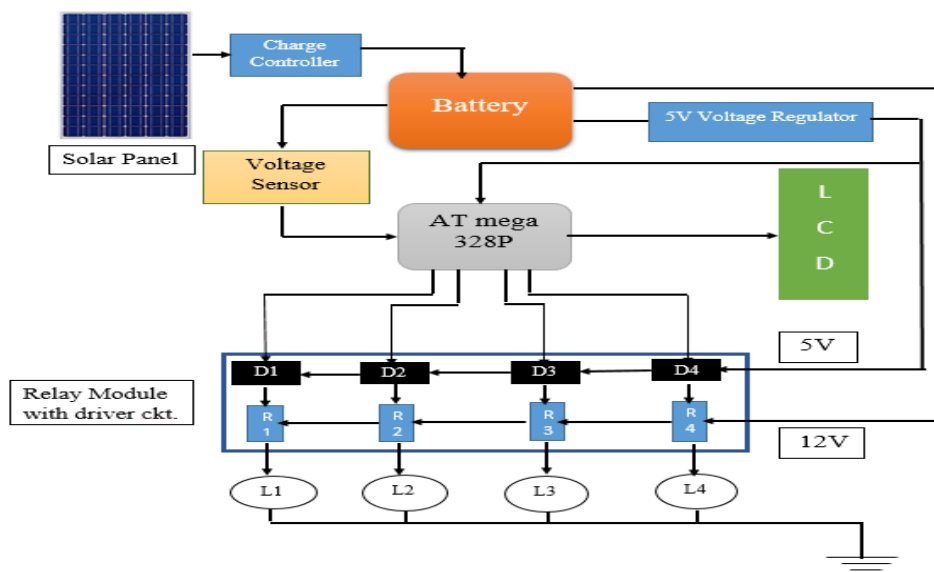 Charge
Controller
Battery
5V Voltage Regulator
Solar Panel
Voltage
Sensor
L
C
D
AT mega
328P
5V
D1
D2
D3
D4
Relay Module
with driver ckt.
R
1
R
2
R
3
R
4
12V
L1
L2
L3
L4